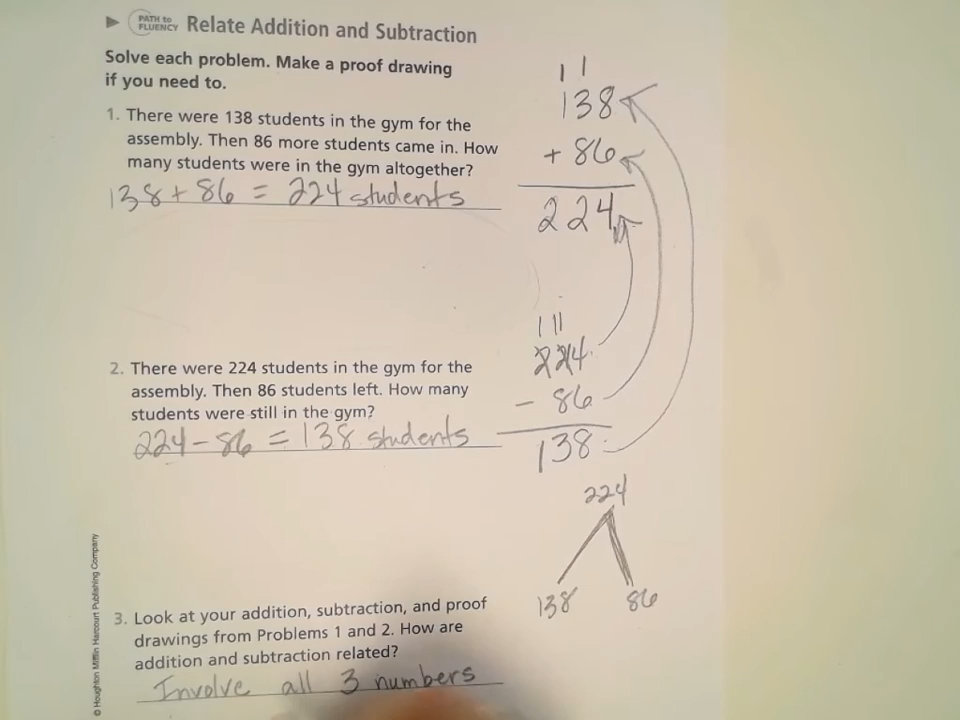 PATH to FLUENCY Relate Addition and Subtraction
Solve each problem. Make a proof drawing
if you need to.
1. There were 138 students in the gym for the
assembly. Then 86 more students came in. How
many students were in the gym altogether?
138 + 86 = 224 students
1 1
138
+ 86
224
2. There were 224 students in the gym for the
assembly. Then 86 students left. How many
students were still in the gym?
224 - 86 = 138 students
1 11
224
- 86
138
224
138 86
3. Look at your addition, subtraction, and proof
drawings from Problems 1 and 2. How are
addition and subtraction related?
Involve all 3 numbers
© Houghton Mifflin Harcourt Publishing Company